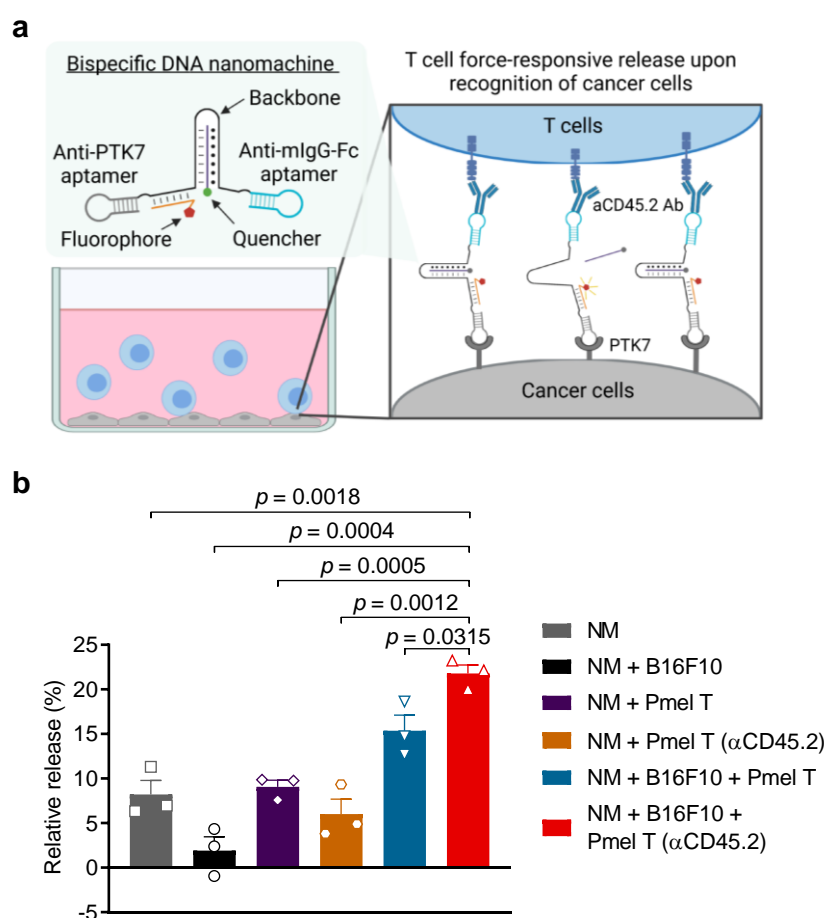 a
Bispecific DNA nanomachine
Backbone
Anti-PTK7
aptamer
Anti-mIgG-Fc
aptamer
Fluorophore
Quencher
T cell force-responsive release upon
recognition of cancer cells
T cells
aCD45.2 Ab
PTK7
Cancer cells
b
p = 0.0018
p = 0.0004
p = 0.0005
p = 0.0012
p = 0.0315
Relative release (%)
25
20
15
10
5
0
-5
NM
NM + B16F10
NM + Pmel T
NM + Pmel T (αCD45.2)
NM + B16F10 + Pmel T
NM + B16F10 +
Pmel T (αCD45.2)